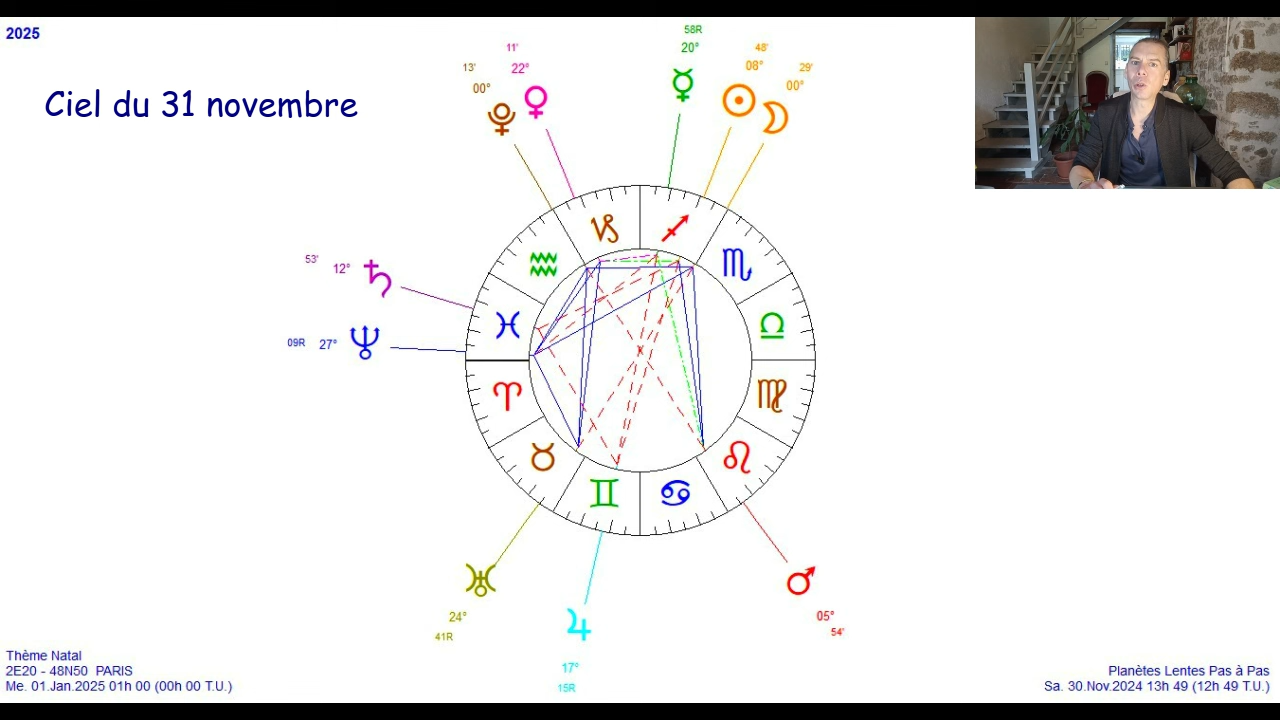 2025
Ciel du 31 novembre
58R
20°
48'
08°
29'
00°
11'
22°
13'
00°
53'
12°
09R
27°
24°
41R
17°
15R
05°
54'
Thème Natal
2E20 - 48N50 PARIS
Me. 01.Jan.2025 01h 00 (00h 00 T.U.)
Planètes Lentes Pas à Pas
Sa. 30.Nov.2024 13h 49 (12h 49 T.U.)